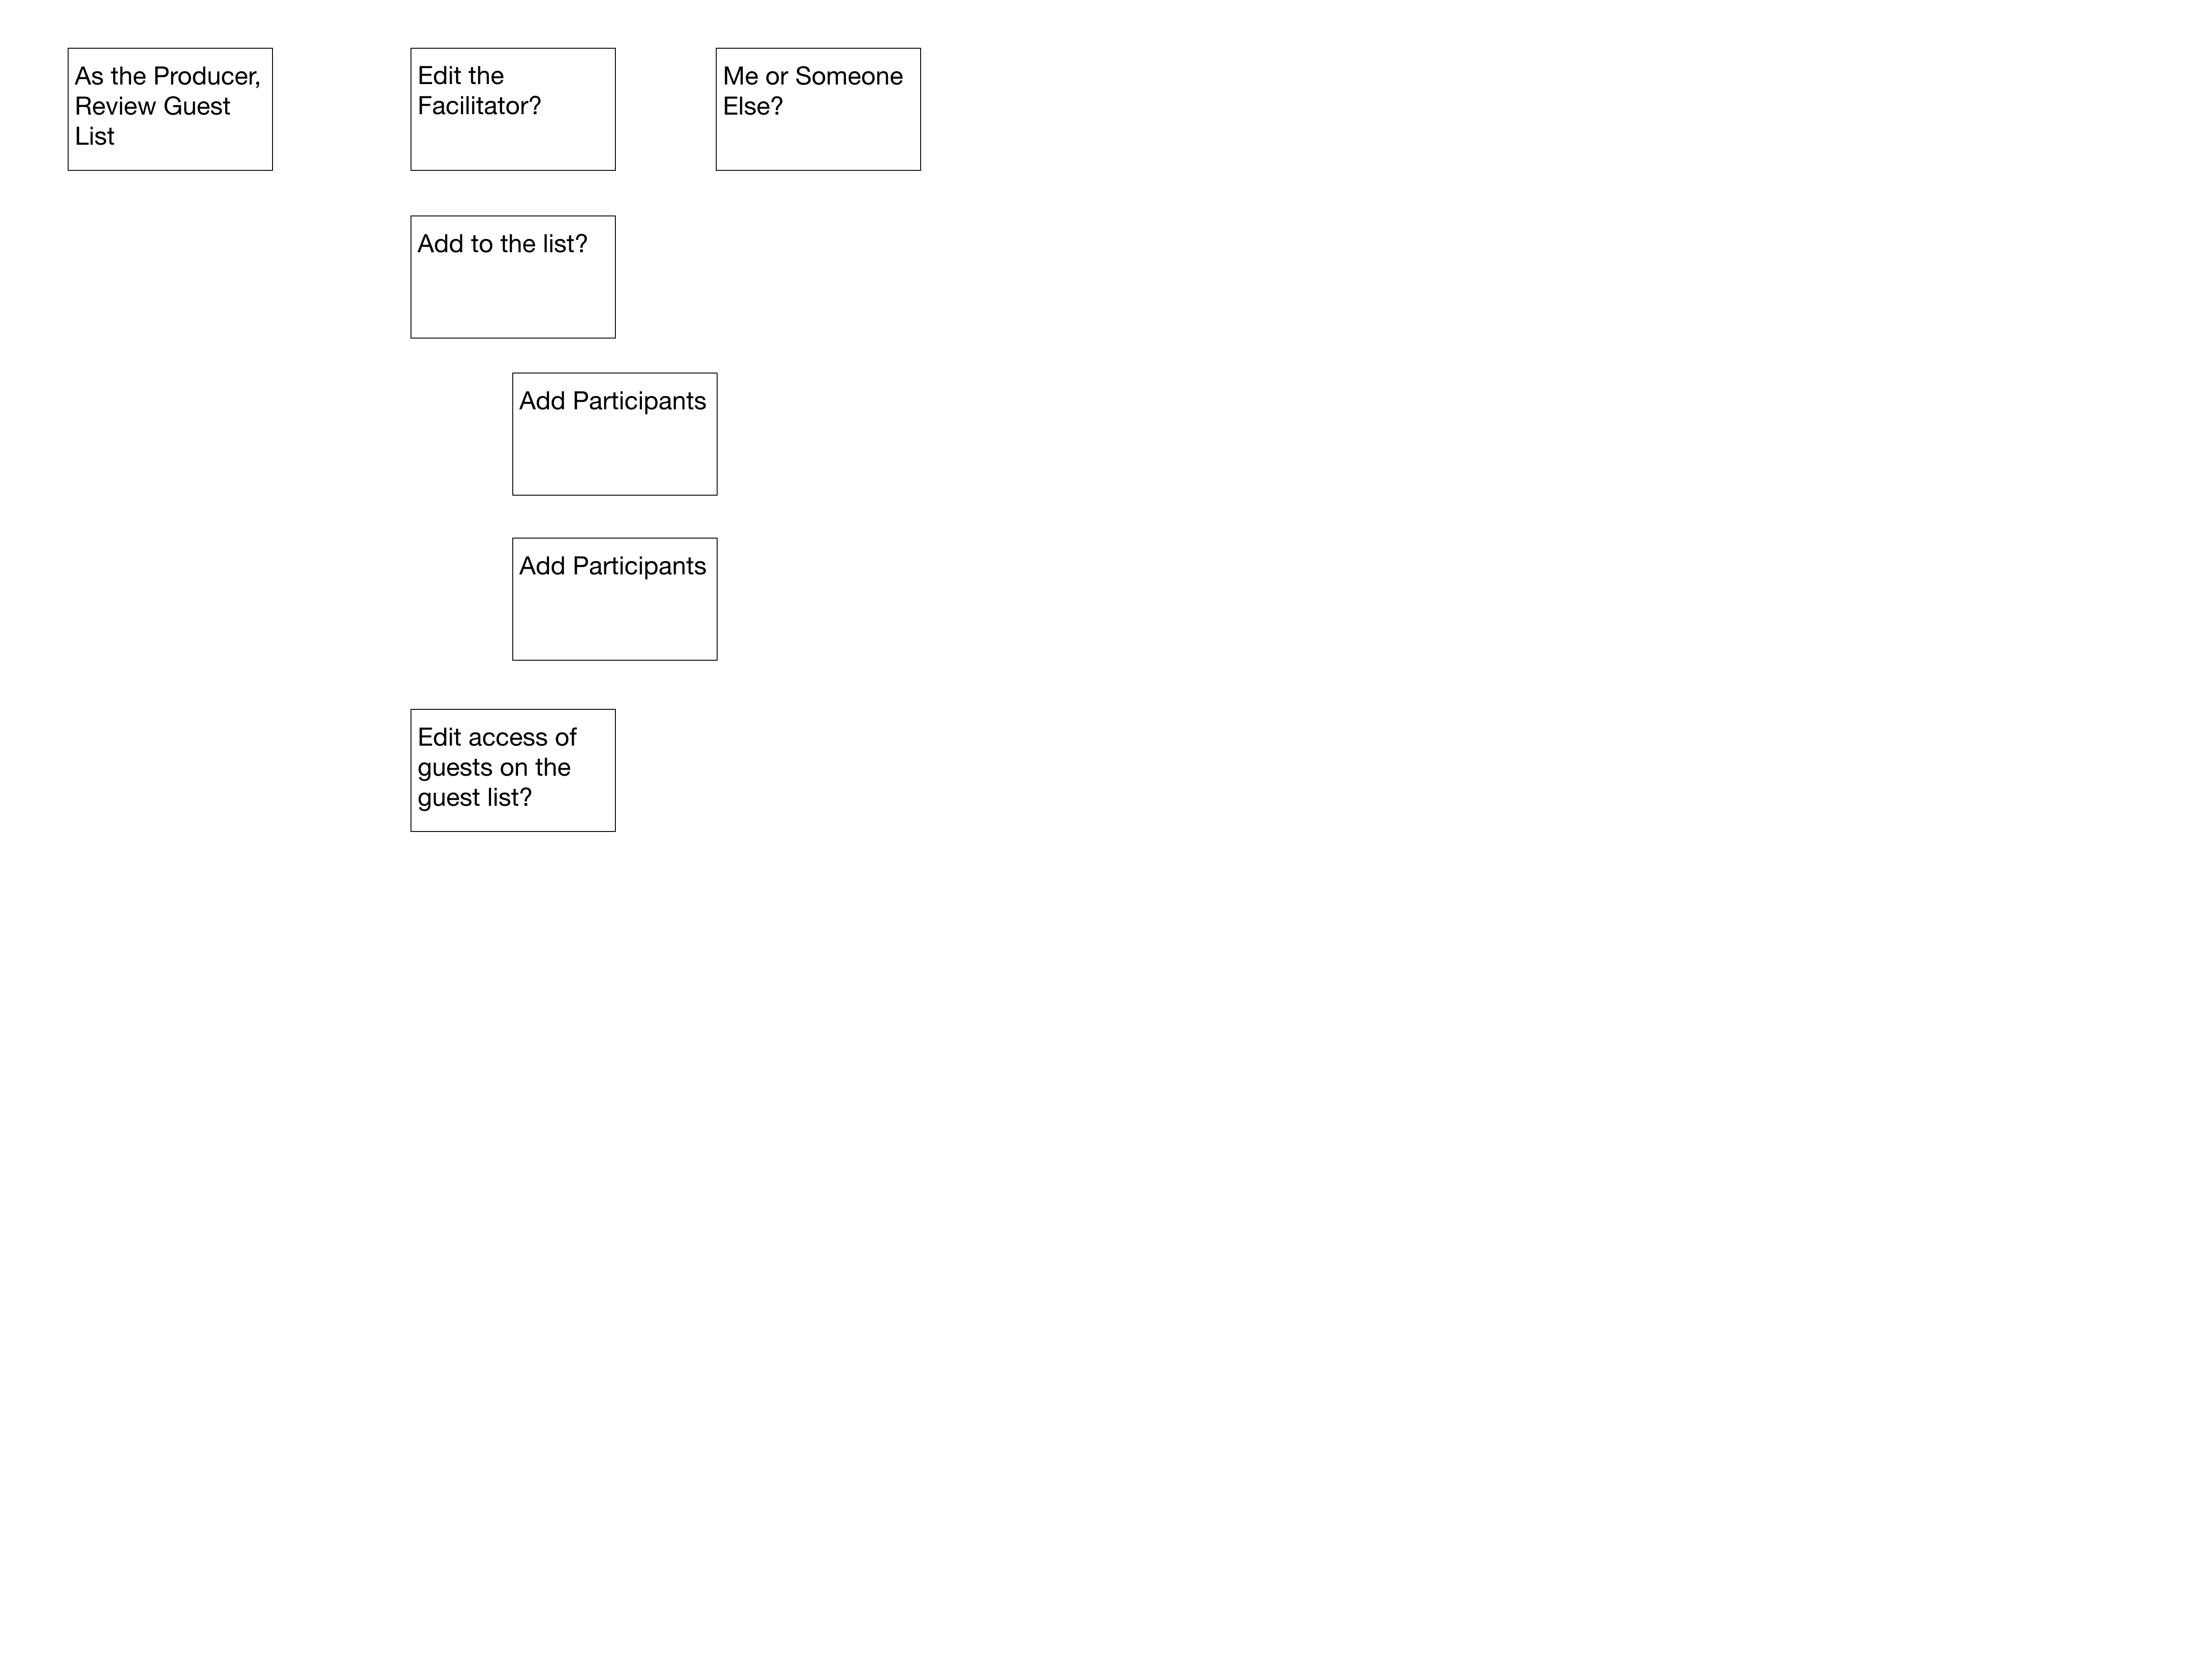 As the Producer,
Review Guest
List
Edit the
Facilitator?
Me or Someone
Else?
Add to the list?
Add Participants
Add Participants
Edit access of
guests on the
guest list?